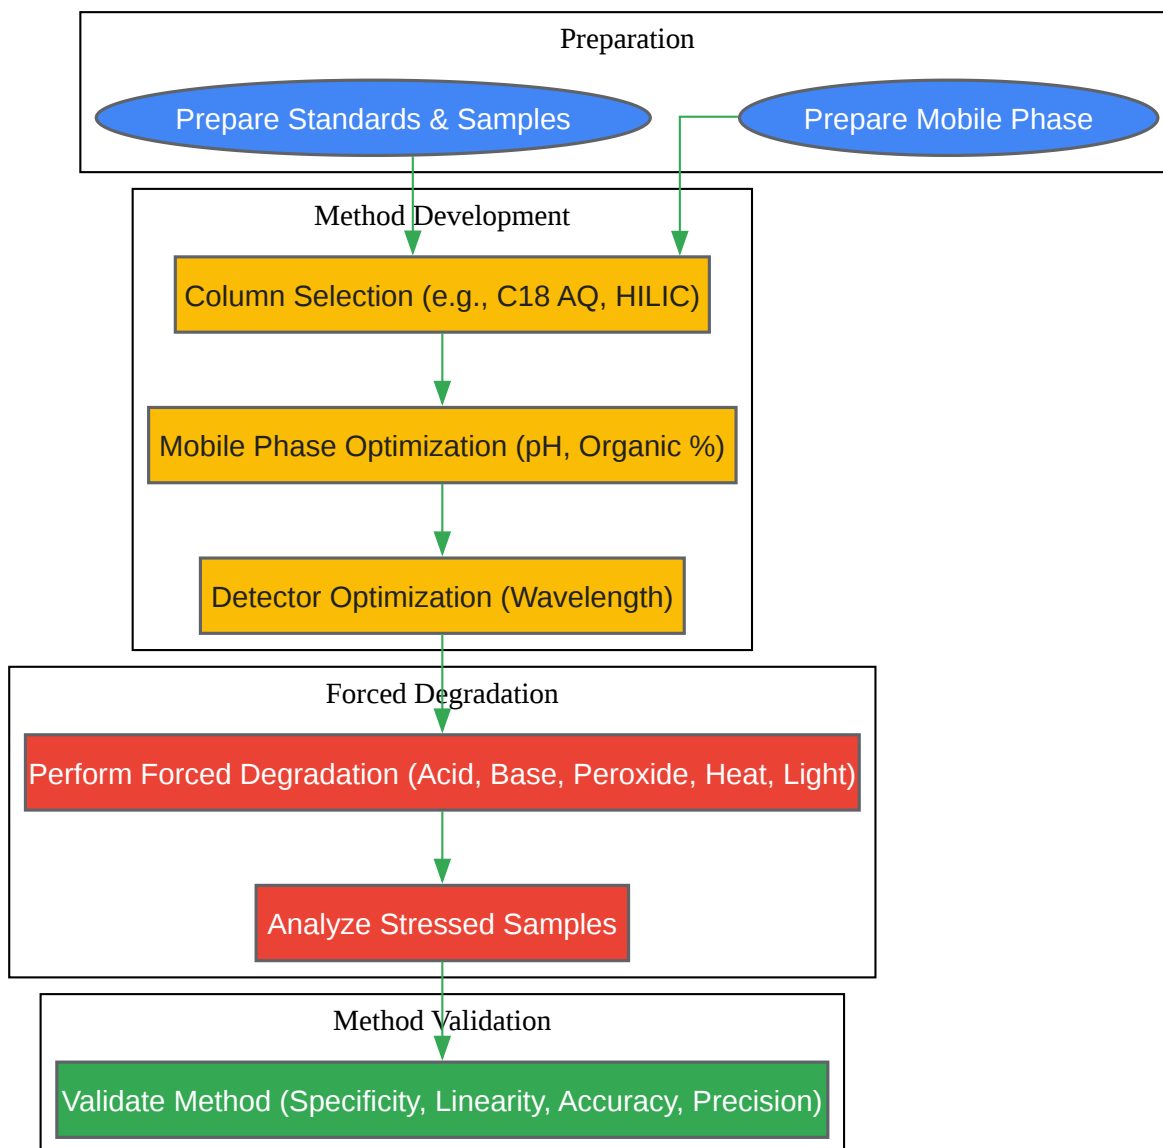 Preparation
Prepare Standards & Samples
Prepare Mobile Phase
Method Development
Column Selection (e.g., C18 AQ, HILIC)
Mobile Phase Optimization (pH, Organic %)
Detector Optimization (Wavelength)
Forced Degradation
Perform Forced Degradation (Acid, Base, Peroxide, Heat, Light)
Analyze Stressed Samples
Method Validation
Validate Method (Specificity, Linearity, Accuracy, Precision)